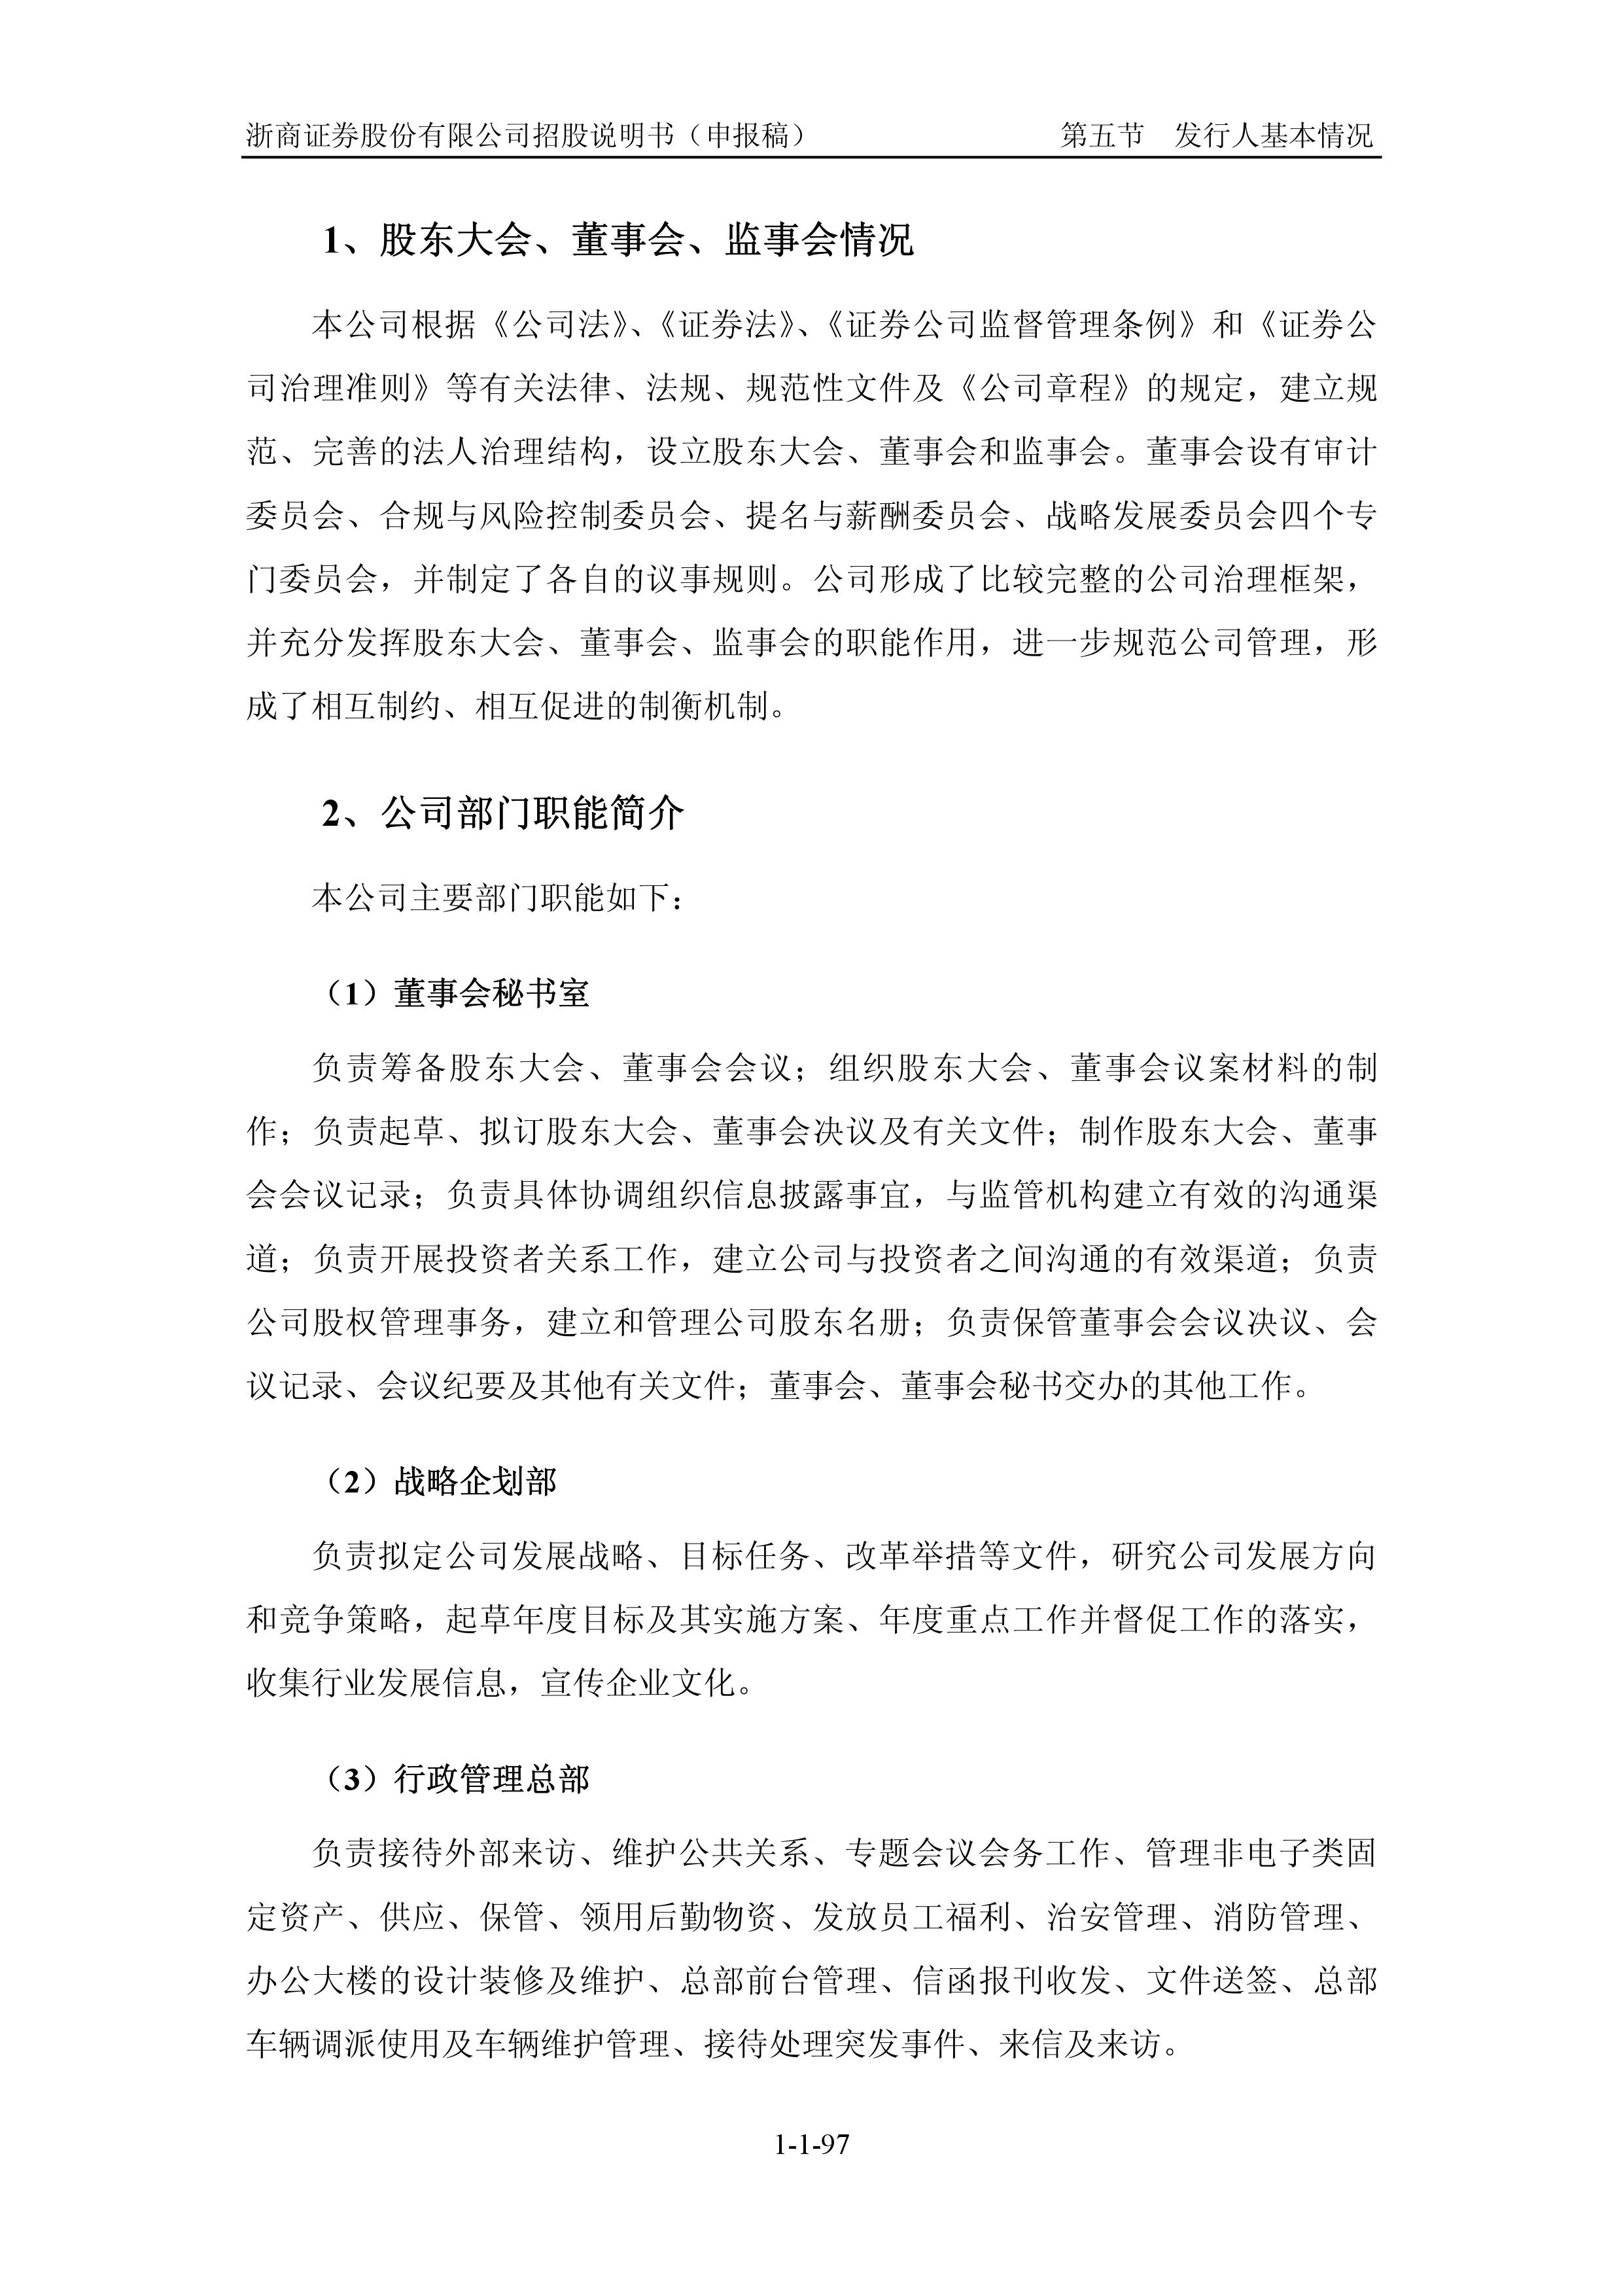 浙商证券股份有限公司招股说明书（申报稿） 第五节 发行人基本情况
1、股东大会、董事会、监事会情况
本公司根据《公司法》、《证券法》、《证券公司监督管理条例》和《证券公
司治理准则》等有关法律、法规、规范性文件及《公司章程》的规定，建立规
范、完善的法人治理结构，设立股东大会、董事会和监事会。董事会设有审计
委员会、合规与风险控制委员会、提名与薪酬委员会、战略发展委员会四个专
门委员会，并制定了各自的议事规则。公司形成了比较完整的公司治理框架，
并充分发挥股东大会、董事会、监事会的职能作用，进一步规范公司管理，形
成了相互制约、相互促进的制衡机制。
2、公司部门职能简介
本公司主要部门职能如下：
（1）董事会秘书室
负责筹备股东大会、董事会会议；组织股东大会、董事会议案材料的制
作；负责起草、拟订股东大会、董事会决议及有关文件；制作股东大会、董事
会会议记录；负责具体协调组织信息披露事宜，与监管机构建立有效的沟通渠
道；负责开展投资者关系工作，建立公司与投资者之间沟通的有效渠道；负责
公司股权管理事务，建立和管理公司股东名册；负责保管董事会会议决议、会
议记录、会议纪要及其他有关文件；董事会、董事会秘书交办的其他工作。
（2）战略企划部
负责拟定公司发展战略、目标任务、改革举措等文件，研究公司发展方向
和竞争策略，起草年度目标及其实施方案、年度重点工作并督促工作的落实，
收集行业发展信息，宣传企业文化。
（3）行政管理总部
负责接待外部来访、维护公共关系、专题会议会务工作、管理非电子类固
定资产、供应、保管、领用后勤物资、发放员工福利、治安管理、消防管理、
办公大楼的设计装修及维护、总部前台管理、信函报刊收发、文件送签、总部
车辆调派使用及车辆维护管理、接待处理突发事件、来信及来访。
1-1-97